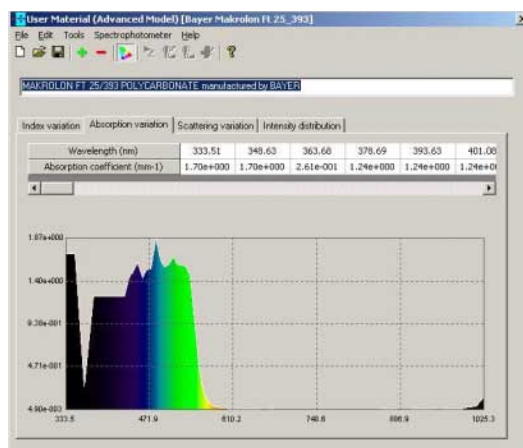 User Material (Advanced Model) [Bayer Makrolon Ft 25_393]
File Edit Tools Spectrophotometer Help
MAKROLON FT 25/393 POLYCARBONATE manufactured by BAYER
Index variation Absorption variation Scattering variation Intensity distribution
Wavelength (nm) 333.51 348.63 363.68 378.69 393.63 401.08
Absorption coefficient (mm-1) 1.70e+000 1.70e+000 2.61e-001 1.24e+000 1.24e+000 1.24e+0
1.87e+000
1.40e+000
9.38e-001
4.71e-001
4.90e-003
333.5 471.9 610.2 748.6 886.9 1025.3